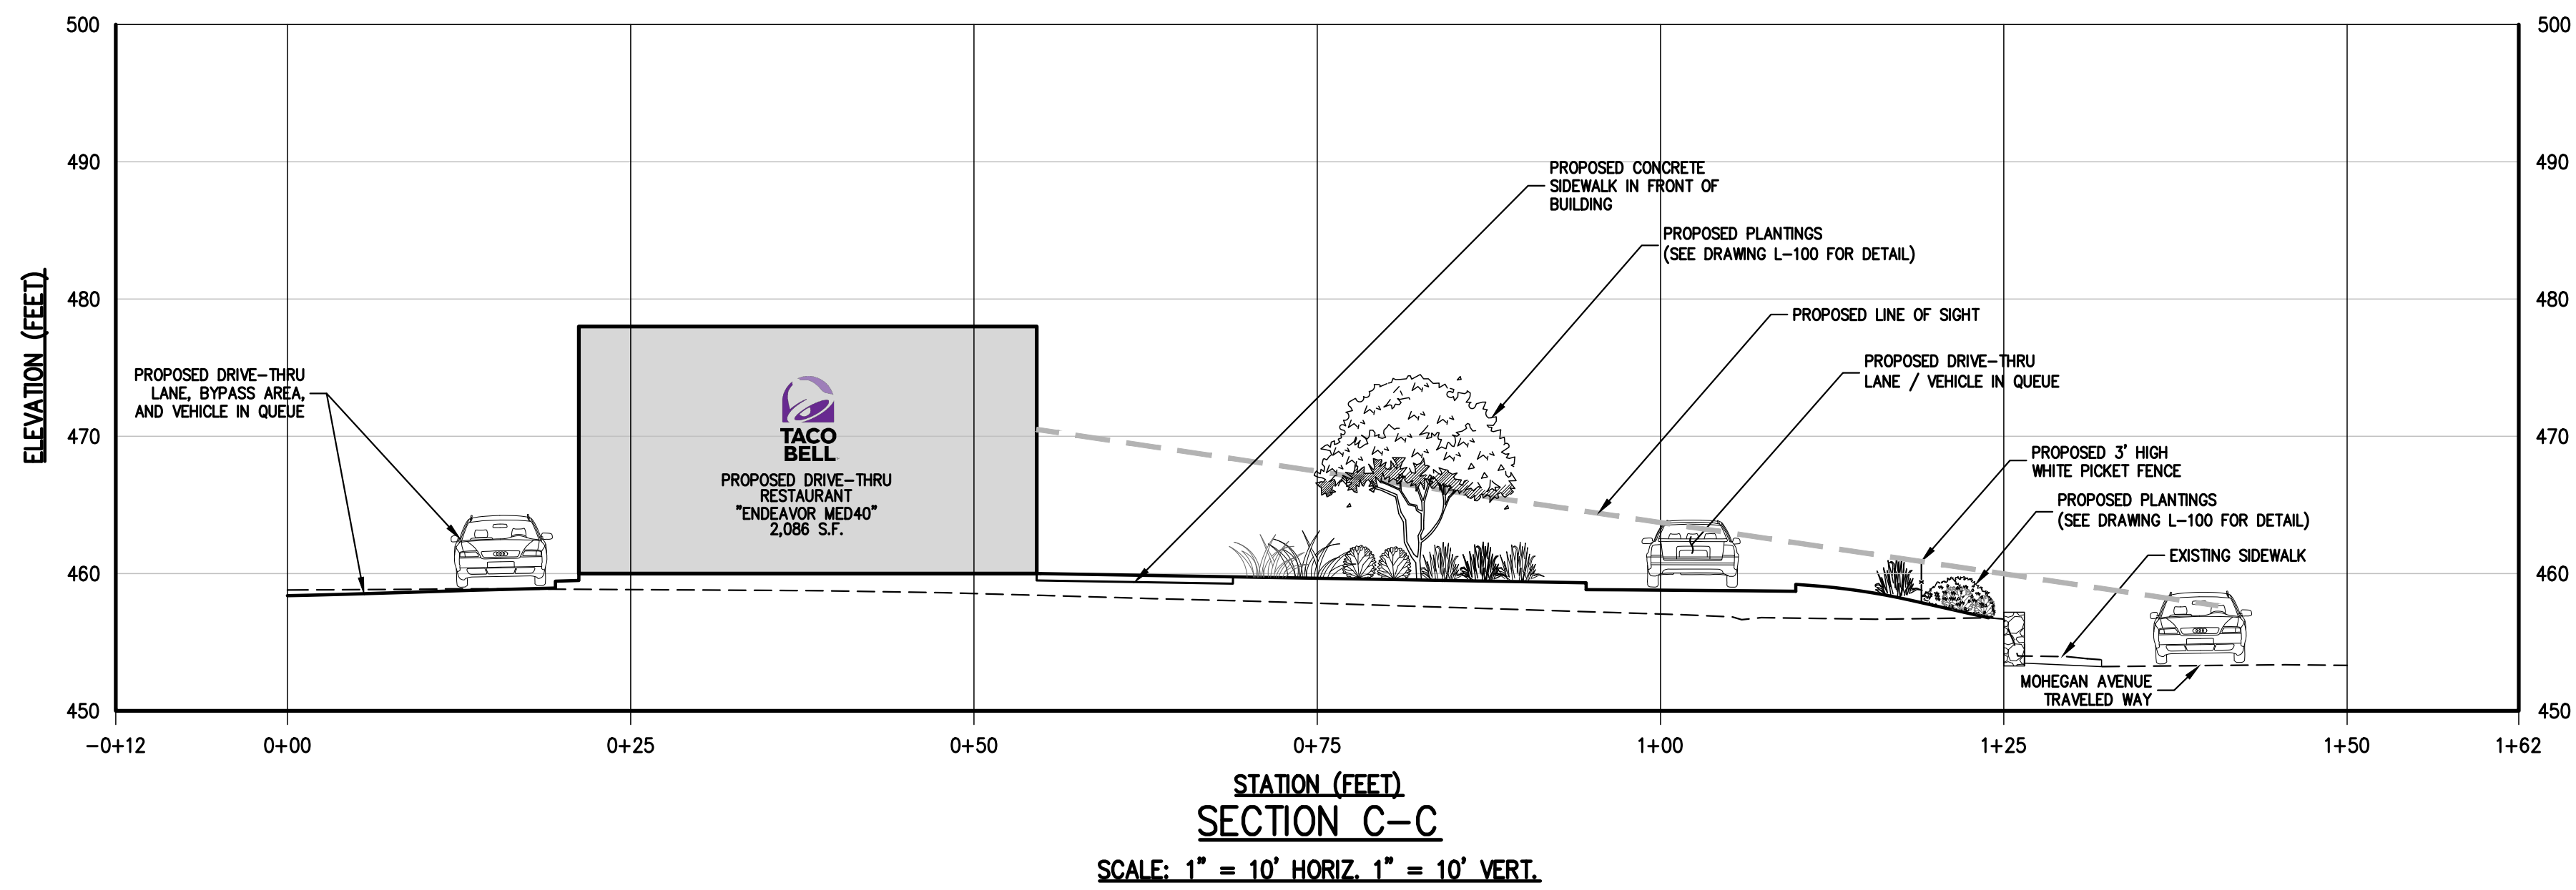 500
500
490
490
480
480
470
470
460
460
450
450
ELEVATION (FEET)
PROPOSED DRIVE-THRU
LANE, BYPASS AREA,
AND VEHICLE IN QUEUE
TACO
BELL
PROPOSED DRIVE-THRU
RESTAURANT
"ENDEAVOR MED40"
2,086 S.F.
PROPOSED CONCRETE
SIDEWALK IN FRONT OF
BUILDING
PROPOSED PLANTINGS
(SEE DRAWING L-100 FOR DETAIL)
PROPOSED LINE OF SIGHT
PROPOSED DRIVE-THRU
LANE / VEHICLE IN QUEUE
PROPOSED 3' HIGH
WHITE PICKET FENCE
PROPOSED PLANTINGS
(SEE DRAWING L-100 FOR DETAIL)
EXISTING SIDEWALK
MOHEGAN AVENUE
TRAVELED WAY
-0+12
0+00
0+25
0+50
0+75
1+00
1+25
1+50
1+62
STATION (FEET)
SECTION C-C
SCALE: 1" = 10' HORIZ. 1" = 10' VERT.